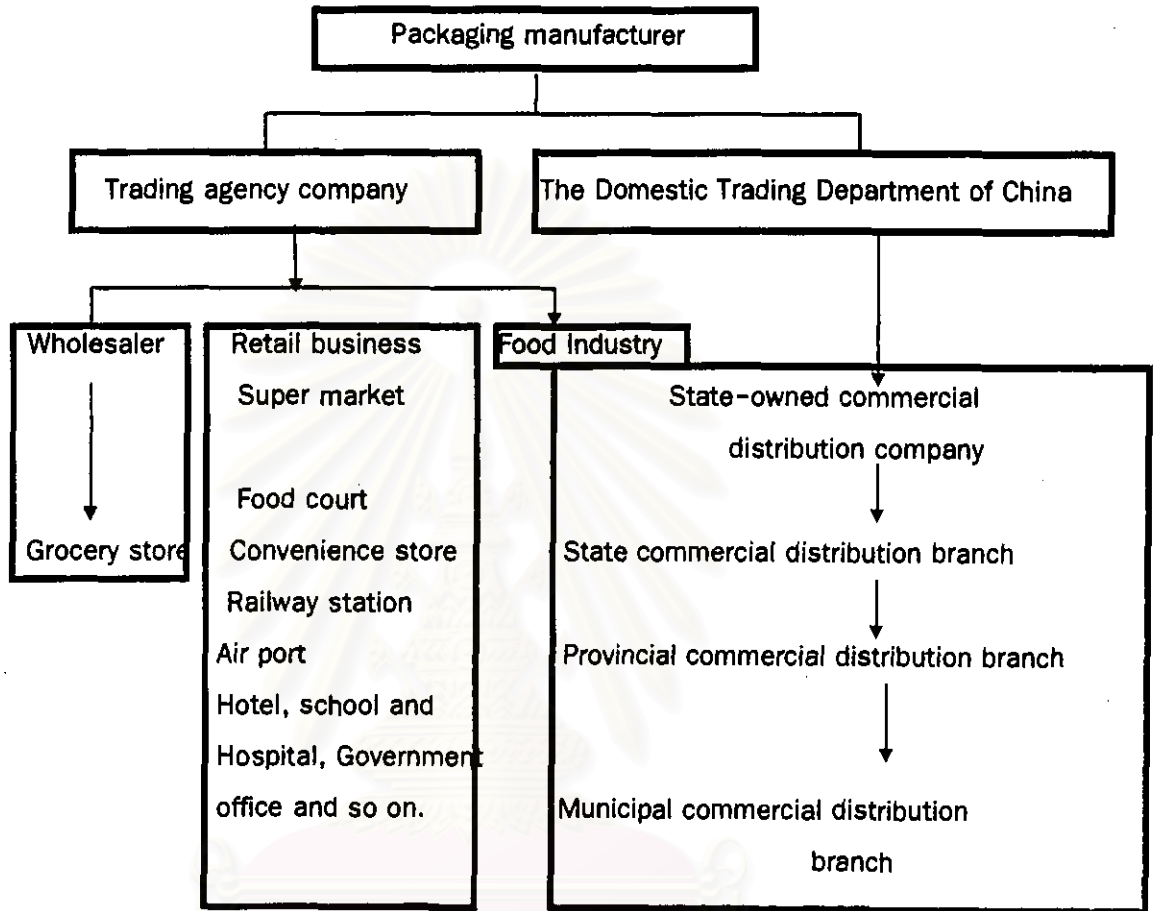 Packaging manufacturer
Trading agency company
The Domestic Trading Department of China
Wholesaler
Grocery store
Retail business
Super market
Food court
Convenience store
Railway station
Air port
Hotel, school and
Hospital, Government
office and so on.
Food Industry
State-owned commercial
distribution company
State commercial distribution branch
Provincial commercial distribution branch
Municipal commercial distribution
branch